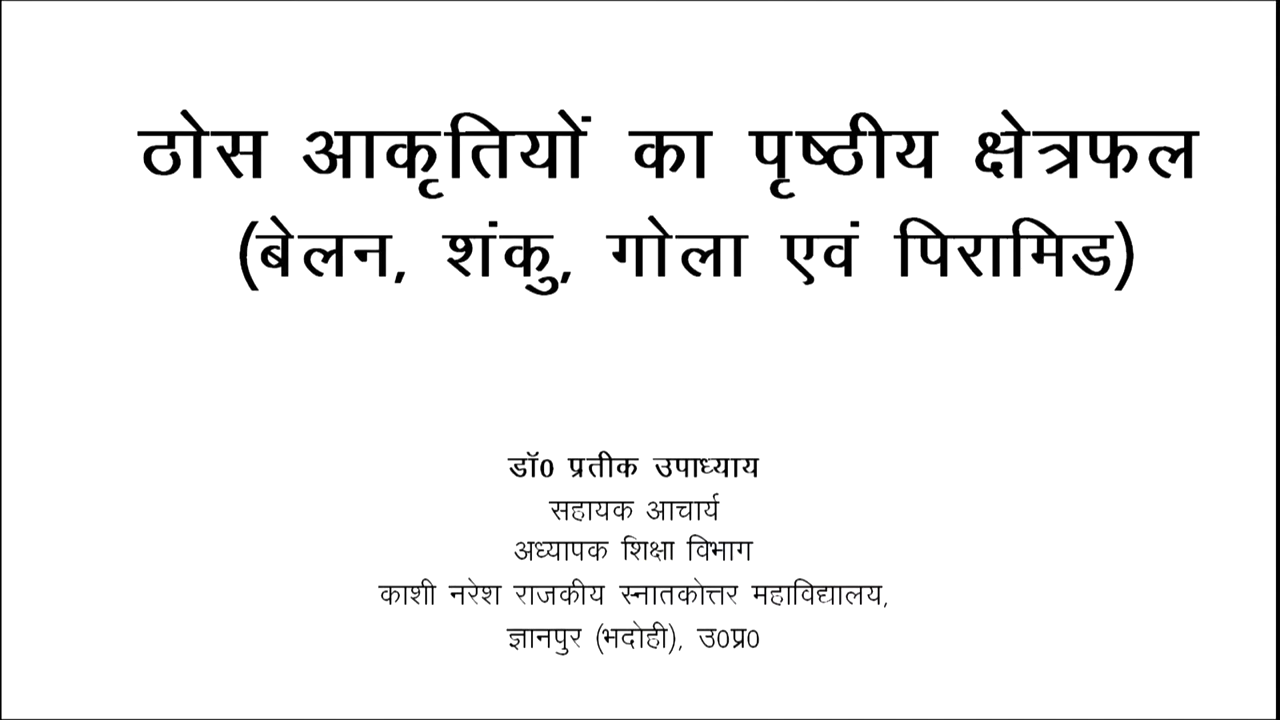 ठोस आकृतियों का पृष्ठीय क्षेत्रफल
(बेलन, शंकु, गोला एवं पिरामिड)
डॉ0 प्रतीक उपाध्याय
सहायक आचार्य
अध्यापक शिक्षा विभाग
काशी नरेश राजकीय स्नातकोत्तर महाविद्यालय,
ज्ञानपुर (भदोही), उ0प्र0